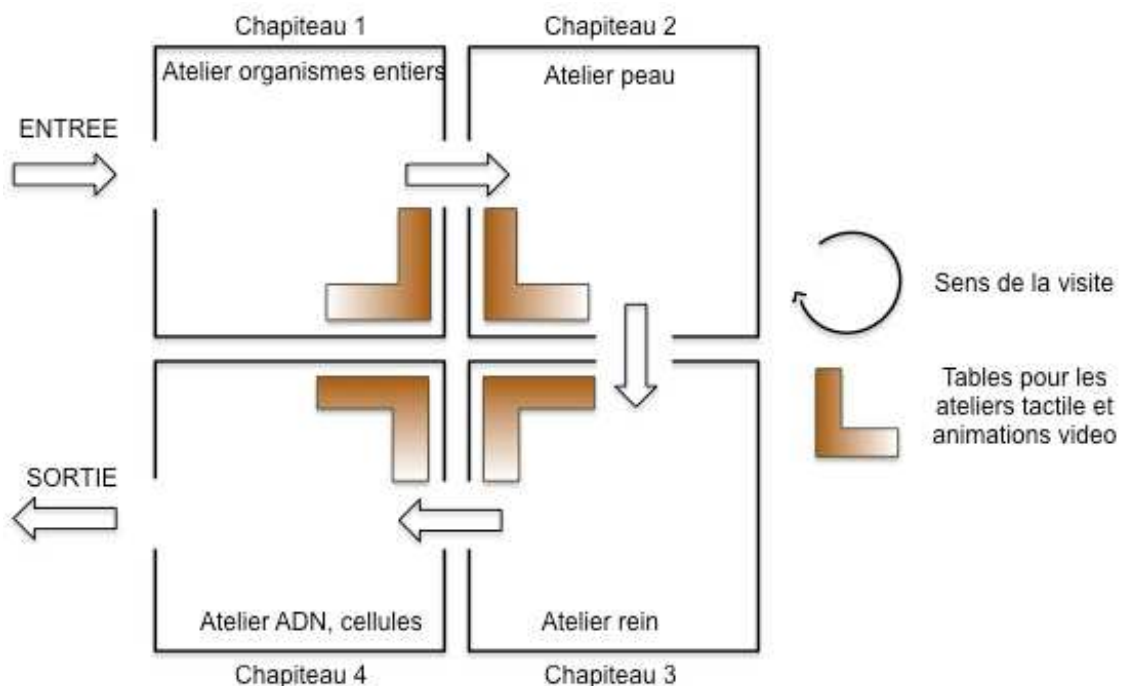 Chapiteau 1
Chapiteau 2
Atelier organismes entiers
Atelier peau
ENTREE
Sens de la visite
Tables pour les
ateliers tactile et
animations video
SORTIE
Atelier ADN, cellules
Atelier rein
Chapiteau 4
Chapiteau 3